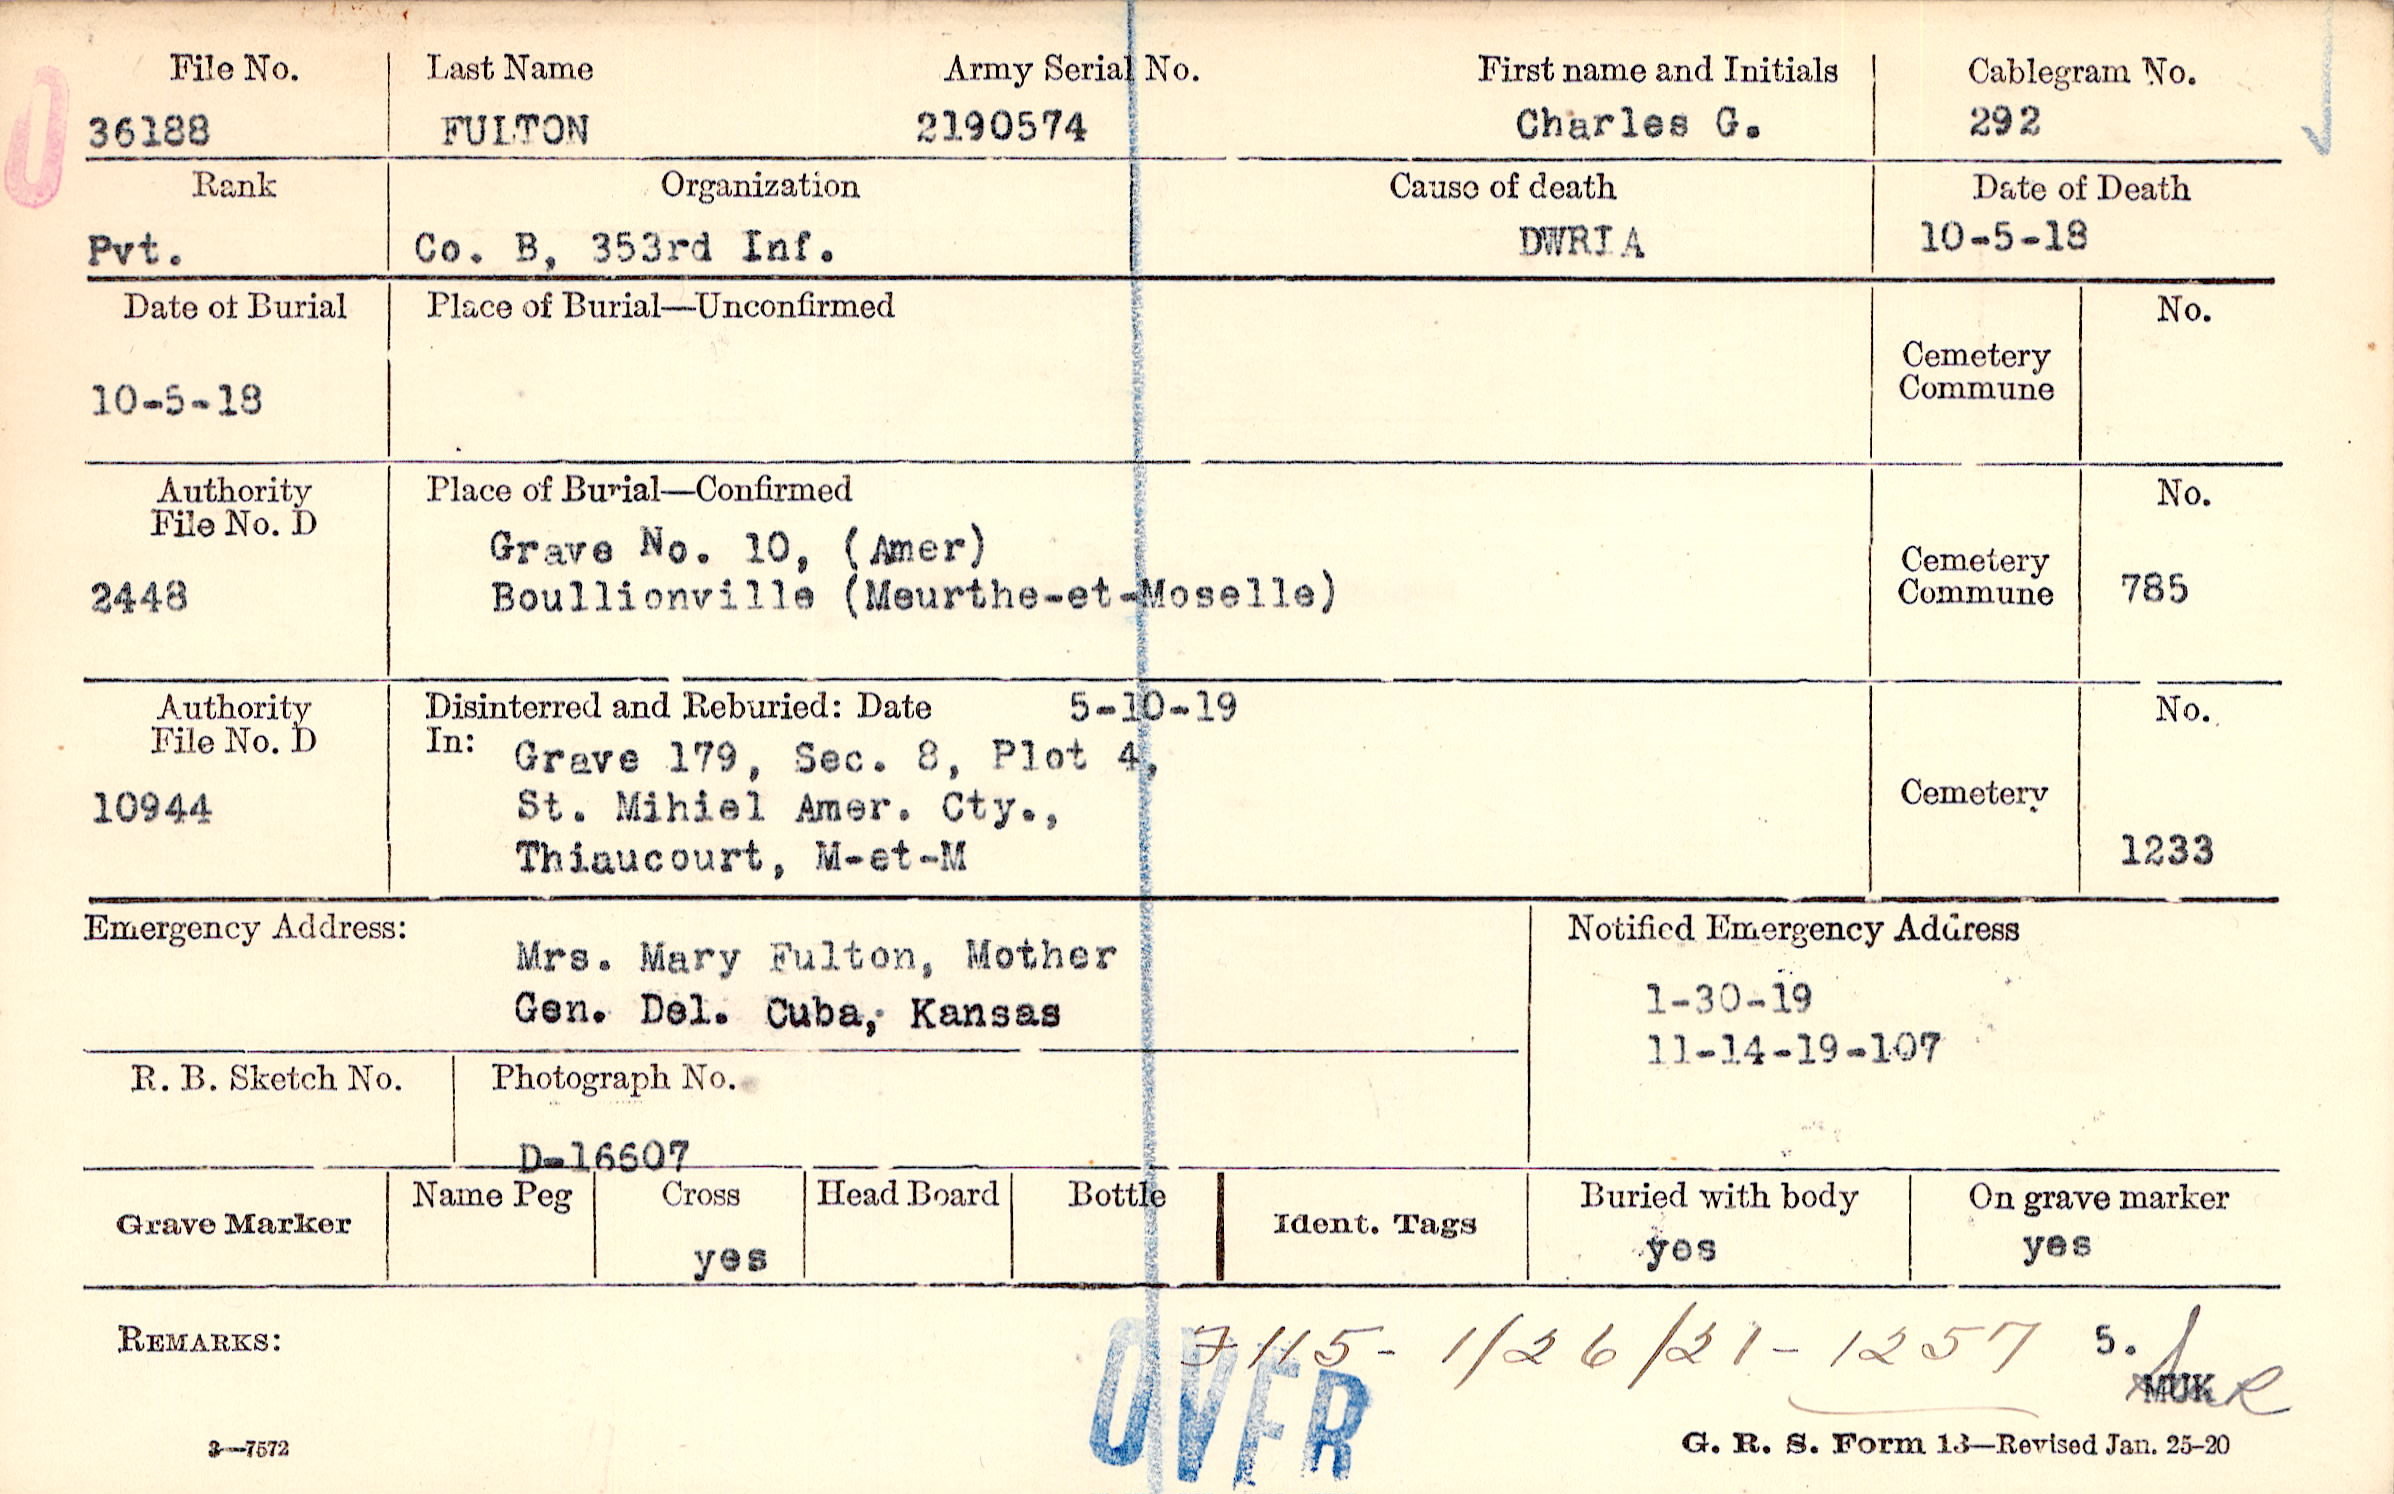 File No. Last Name Army Serial No. First name and Initials Cablegram No.
36188 FULTON 2190574 Charles G. 292
Rank Organization Cause of death Date of Death
Pvt. Co. B, 353rd Inf. DWRIA 10-5-18
Date of Burial Place of Burial—Unconfirmed No.
Cemetery
Commune
10-5-18
Authority Place of Burial—Confirmed No.
File No. D
Grave No. 10, (Amer)
2448 Boullionville (Meurthe-et-Moselle) Cemetery
Commune 785
Authority Disinterred and Reburied: Date 5-10-19 No.
File No. D In: Grave 179, Sec. 8, Plot 4,
10944 St. Mihiel Amer. Cty., Cemetery
Thiaucourt, M-et-M 1233
Emergency Address: Notified Emergency Address
Mrs. Mary Fulton, Mother 1-30-19
Gen. Del. Cuba, Kansas 11-14-19-107
R. B. Sketch No. Photograph No.
D-16607
Grave Marker Name Peg Cross Head Board Bottle Ident. Tags Buried with body On grave marker
yes yes yes
REMARKS: 7115- 1/26/21-1257 5.
MUK
OVER
3—7572 G. R. S. Form 13—Revised Jan. 25-20